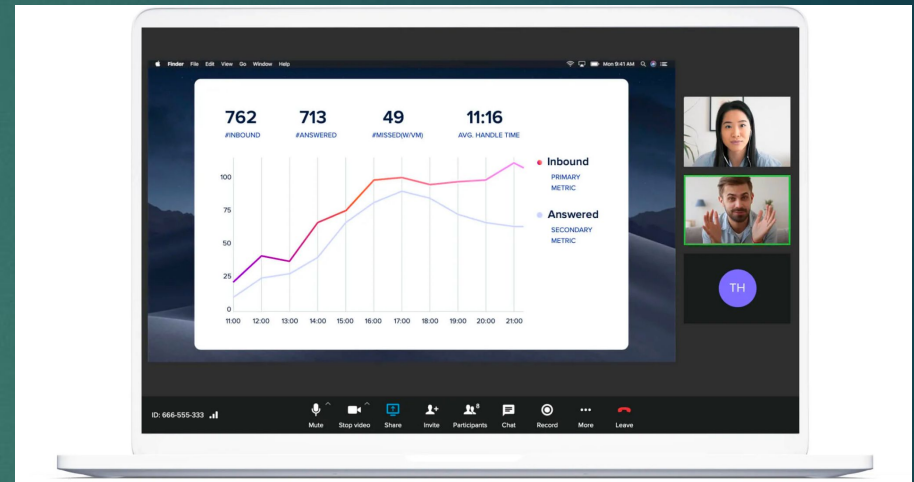 Finder File Edit View Go Window Help
Mon 9:41 AM
762 713 49 11:16
#INBOUND #ANSWERED #MISSED(W/VM) AVG. HANDLE TIME
Inbound
PRIMARY
METRIC
Answered
SECONDARY
METRIC
100
75
50
25
0
11:00 12:00 13:00 14:00 15:00 16:00 17:00 18:00 19:00 20:00 21:00
TH
ID: 666-555-333
8
Mute Stop video Share Invite Participants Chat Record More Leave